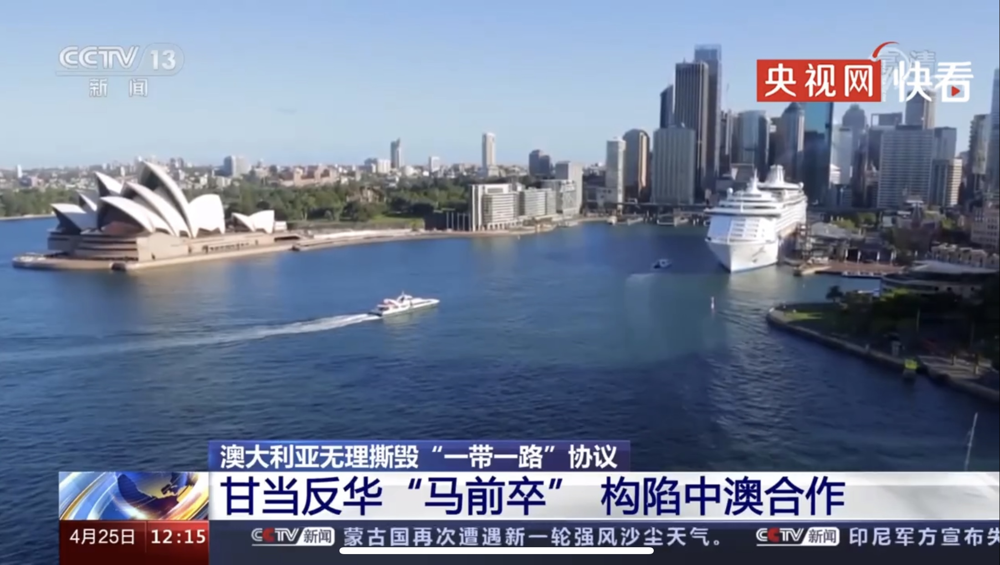 CCTV 13
新闻
央视网 快看
澳大利亚无理撕毁“一带一路”协议
甘当反华“马前卒” 构陷中澳合作
4月25日 12:15 CCTV新闻 蒙古国再次遭遇新一轮强风沙尘天气。 CCTV新闻 印尼军方宣布失